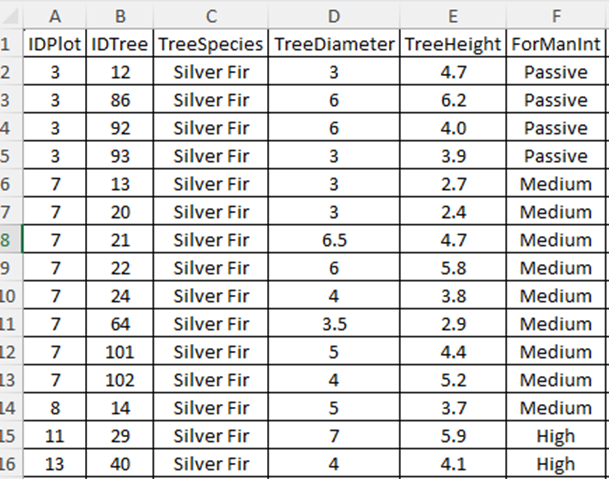 A B C D E F
1 IDPlot IDTree TreeSpecies TreeDiameter TreeHeight ForManInt
2 3 12 Silver Fir 3 4.7 Passive
3 3 86 Silver Fir 6 6.2 Passive
4 3 92 Silver Fir 6 4.0 Passive
5 3 93 Silver Fir 3 3.9 Passive
6 7 13 Silver Fir 3 2.7 Medium
7 7 20 Silver Fir 3 2.4 Medium
8 7 21 Silver Fir 6.5 4.7 Medium
9 7 22 Silver Fir 6 5.8 Medium
10 7 24 Silver Fir 4 3.8 Medium
11 7 64 Silver Fir 3.5 2.9 Medium
12 7 101 Silver Fir 5 4.4 Medium
13 7 102 Silver Fir 4 5.2 Medium
14 8 14 Silver Fir 5 3.7 Medium
15 11 29 Silver Fir 7 5.9 High
16 13 40 Silver Fir 4 4.1 High